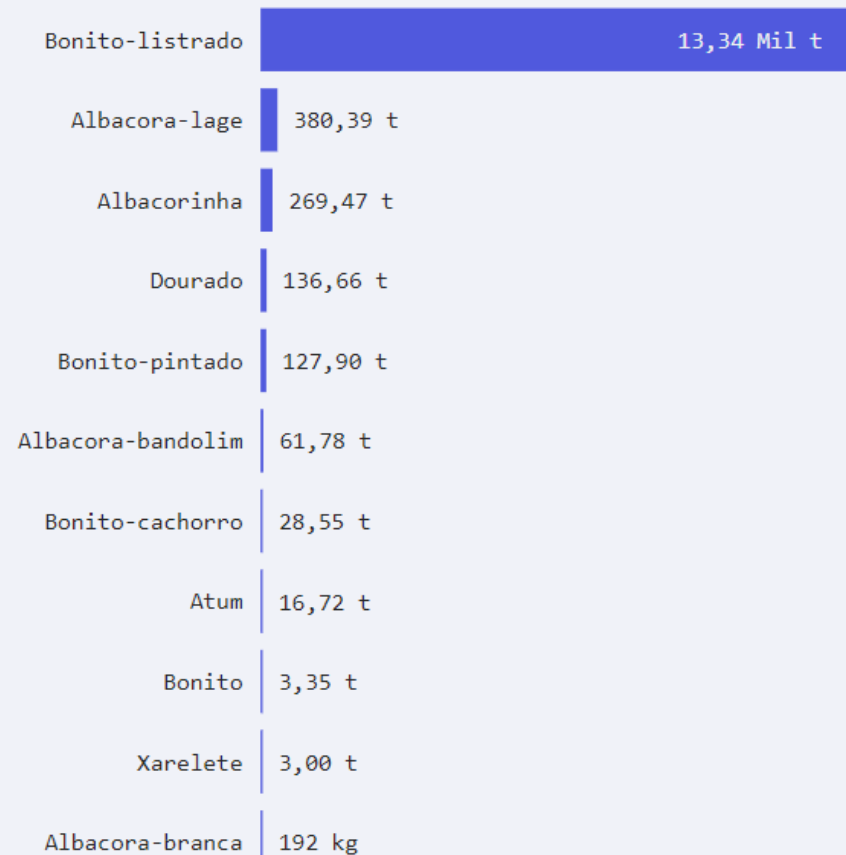 Bonito-listrado 13,34 Mil t
Albacora-lage 380,39 t
Albacorinha 269,47 t
Dourado 136,66 t
Bonito-pintado 127,90 t
Albacora-bandolim 61,78 t
Bonito-cachorro 28,55 t
Atum 16,72 t
Bonito 3,35 t
Xarelete 3,00 t
Albacora-branca 192 kg